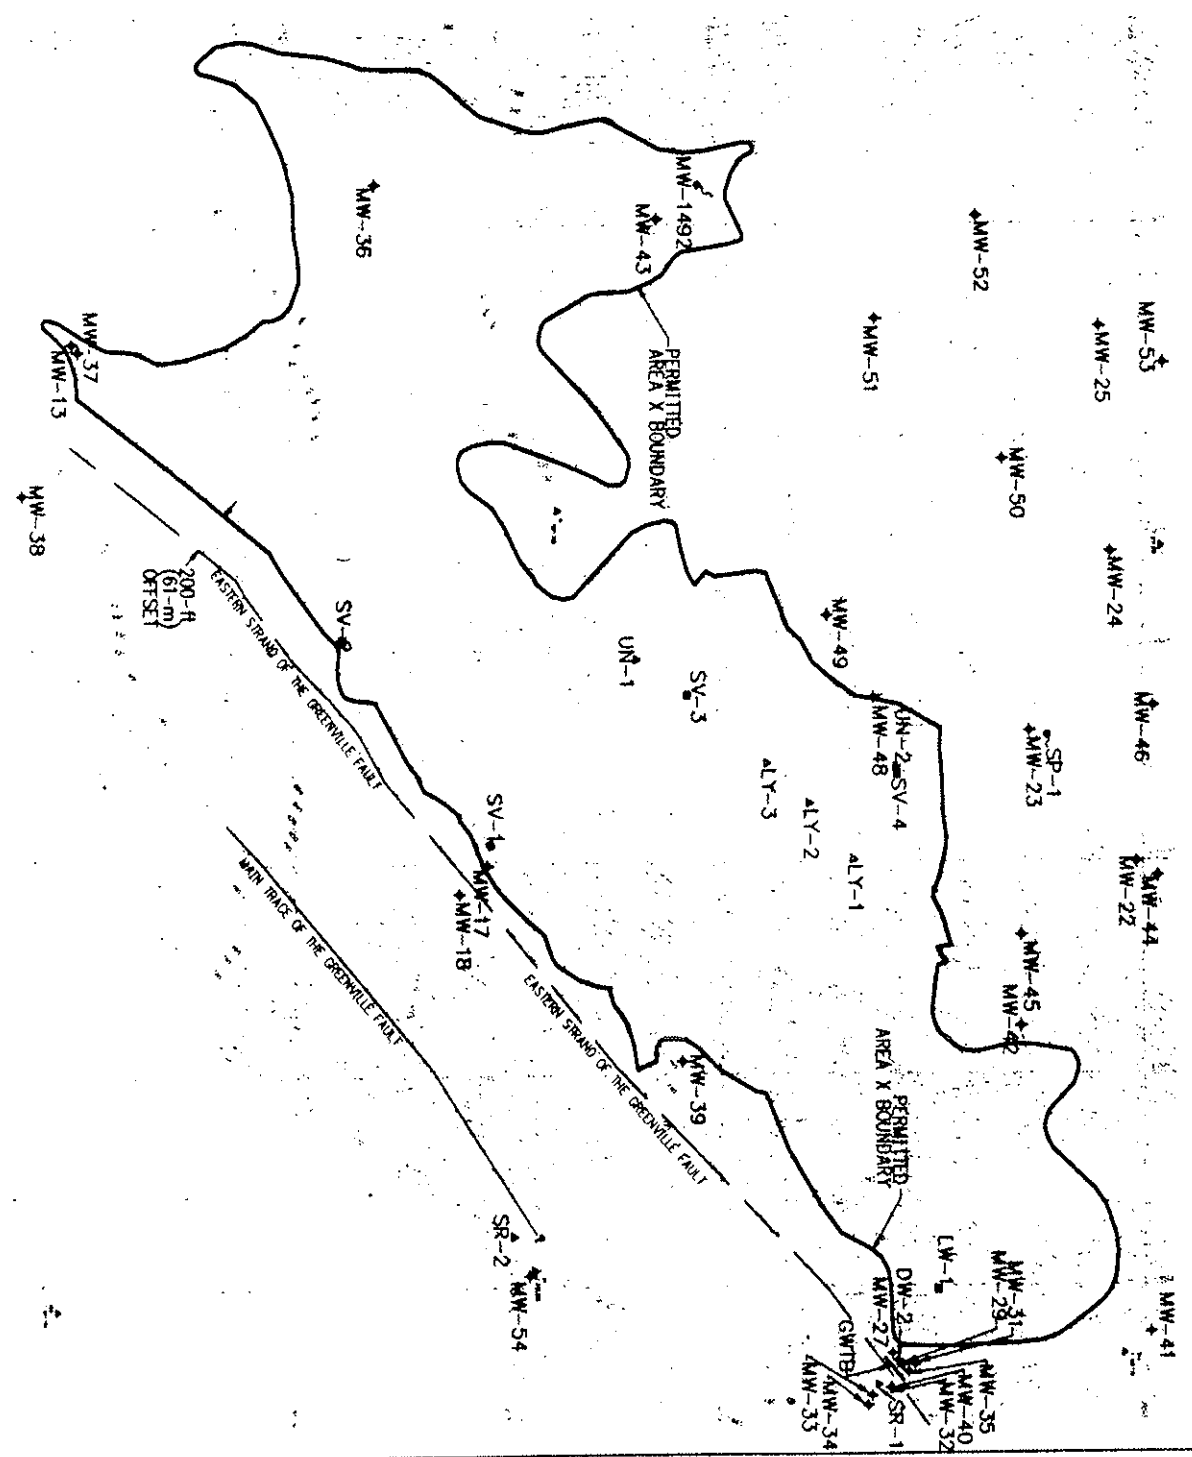 MW-53
MW-25
MW-52
MW-51
MW-50
MW-24
MW-1492
MW-43
MW-36
PERMITTED
AREA X BOUNDARY
MW-37
MW-13
MW-38
200-ft
(61-m)
OFFSET
EASTERN STRAND OF THE GREENVILLE FAULT
MAIN TRACE OF THE GREENVILLE FAULT
UN-1
SV-3
MW-49
MW-48
UN-2
SV-4
SP-1
MW-23
MW-46
LY-3
LY-2
LY-1
MW-22
MW-44
MW-45
MW-42
SV-1
MW-17
MW-18
EASTERN STRAND OF THE GREENVILLE FAULT
MW-39
PERMITTED
AREA X BOUNDARY
SR-2
MW-54
LW-1
MW-31
MW-29
DW-2
MW-27
GWTB
MW-41
MW-35
MW-40
MW-32
SR-1
MW-34
MW-33